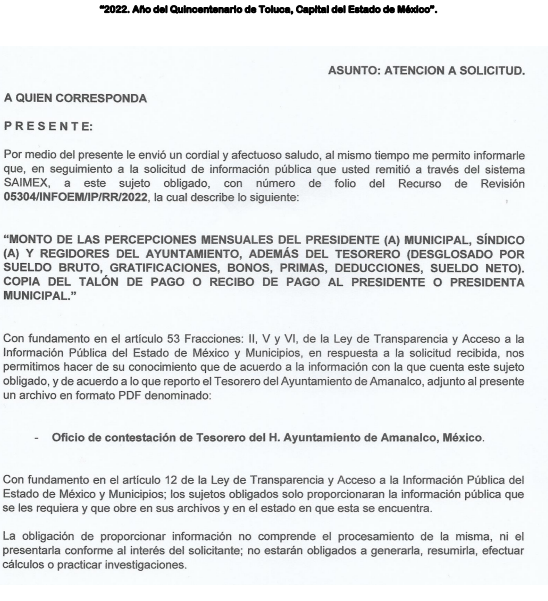 "2022. Año del Quincentenario de Toluca, Capital del Estado de México".
ASUNTO: ATENCION A SOLICITUD.
A QUIEN CORRESPONDA
P R E S E N T E:
Por medio del presente le envió un cordial y afectuoso saludo, al mismo tiempo me permito informarle
que, en seguimiento a la solicitud de información pública que usted remitió a través del sistema
SAIMEX, a este sujeto obligado, con número de folio del Recurso de Revisión
05304/INFOEM/IP/RR/2022, la cual describe lo siguiente:
"MONTO DE LAS PERCEPCIONES MENSUALES DEL PRESIDENTE (A) MUNICIPAL, SÍNDICO
(A) Y REGIDORES DEL AYUNTAMIENTO, ADEMÁS DEL TESORERO (DESGLOSADO POR
SUELDO BRUTO, GRATIFICACIONES, BONOS, PRIMAS, DEDUCCIONES, SUELDO NETO).
COPIA DEL TALÓN DE PAGO O RECIBO DE PAGO AL PRESIDENTE O PRESIDENTA
MUNICIPAL."
Con fundamento en el artículo 53 Fracciones: II, V y VI, de la Ley de Transparencia y Acceso a la
Información Pública del Estado de México y Municipios, en respuesta a la solicitud recibida, nos
permitimos hacer de su conocimiento que de acuerdo a la información con la que cuenta este sujeto
obligado, y de acuerdo a lo que reporto el Tesorero del Ayuntamiento de Amanalco, adjunto al presente
un archivo en formato PDF denominado:
- Oficio de contestación de Tesorero del H. Ayuntamiento de Amanalco, México.
Con fundamento en el artículo 12 de la Ley de Transparencia y Acceso a la Información Pública del
Estado de México y Municipios; los sujetos obligados solo proporcionaran la información pública que
se les requiera y que obre en sus archivos y en el estado en que esta se encuentra.
La obligación de proporcionar información no comprende el procesamiento de la misma, ni el
presentarla conforme al interés del solicitante; no estarán obligados a generarla, resumirla, efectuar
cálculos o practicar investigaciones.